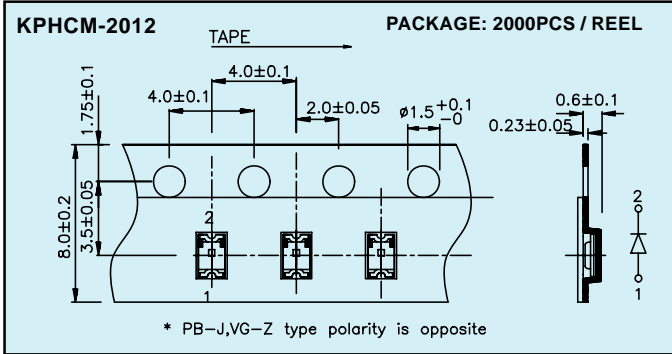 KPHCM-2012
PACKAGE: 2000PCS / REEL
TAPE
4.0±0.1
4.0±0.1
2.0±0.05
ø1.5 +0.1 -0
0.6±0.1
0.23±0.05
1.75±0.1
8.0±0.2
3.5±0.05
2
1
2
1
* PB-J,VG-Z type polarity is opposite